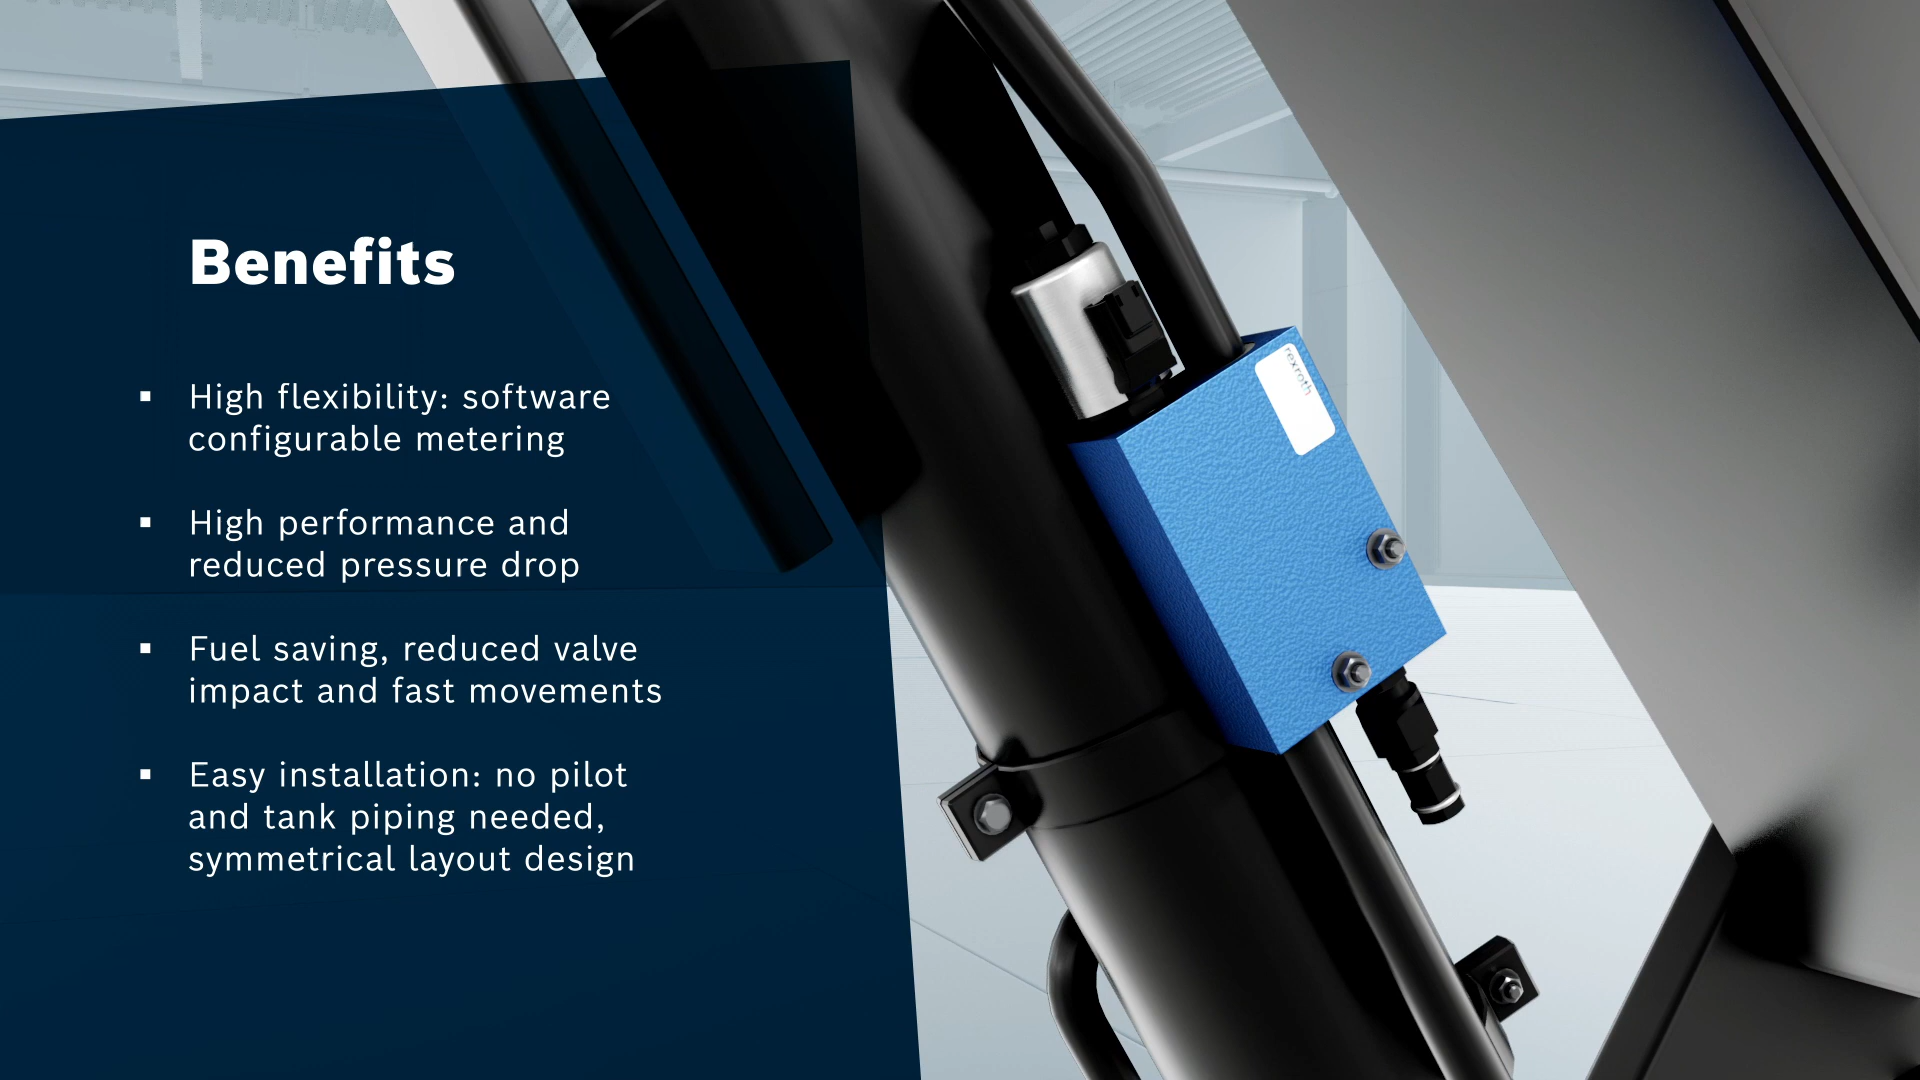 Benefits
▪ High flexibility: software
configurable metering
▪ High performance and
reduced pressure drop
▪ Fuel saving, reduced valve
impact and fast movements
▪ Easy installation: no pilot
and tank piping needed,
symmetrical layout design
rexroth